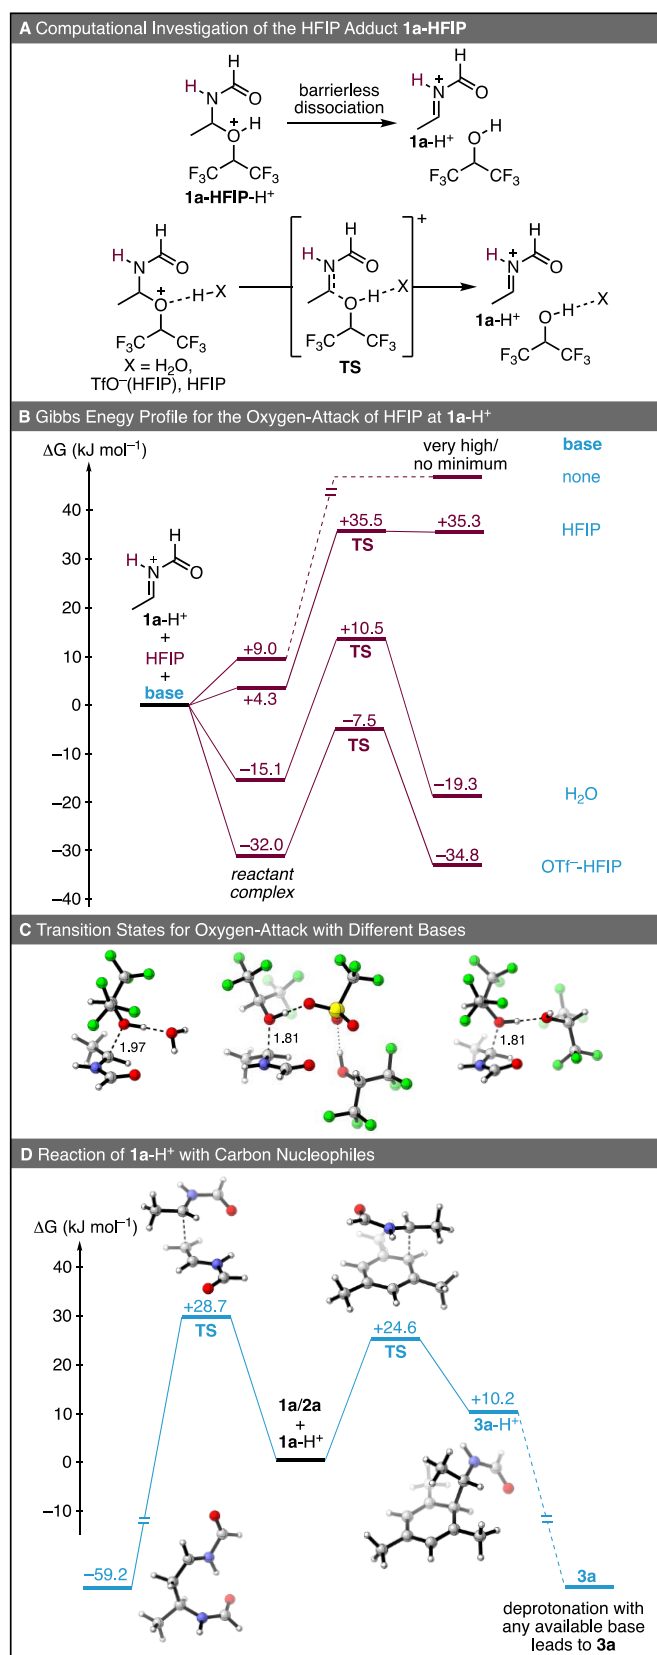 A Computational Investigation of the HFIP Adduct 1a-HFIP
H
H
N
O
+
O
H
F3C
CF3
1a-HFIP-H+
barrierless
dissociation
H
H
+
N
O
1a-H+
O
H
F3C
CF3
H
H
N
O
+
O
H
X
F3C
CF3
X = H2O,
TfO–(HFIP), HFIP
H
H
N
O
O
H
X
F3C
CF3
+
TS
H
H
+
N
O
1a-H+
O
H
X
F3C
CF3
B Gibbs Enegy Profile for the Oxygen-Attack of HFIP at 1a-H+
ΔG (kJ mol–1)
very high/
no minimum
base
none
40
+35.5
+35.3
HFIP
TS
30
H
H
+
N
O
20
1a-H+
+
HFIP
+
base
10
+9.0
+10.5
TS
0
+4.3
–7.5
TS
–10
–15.1
–19.3
H2O
–20
–30
–32.0
–34.8
OTf–-HFIP
reactant
complex
–40
C Transition States for Oxygen-Attack with Different Bases
1.97
1.81
1.81
D Reaction of 1a-H+ with Carbon Nucleophiles
ΔG (kJ mol–1)
40
30
+28.7
TS
+24.6
TS
20
1a/2a
+
1a-H+
10
+10.2
3a-H+
0
–10
–59.2
3a
deprotonation with
any available base
leads to 3a